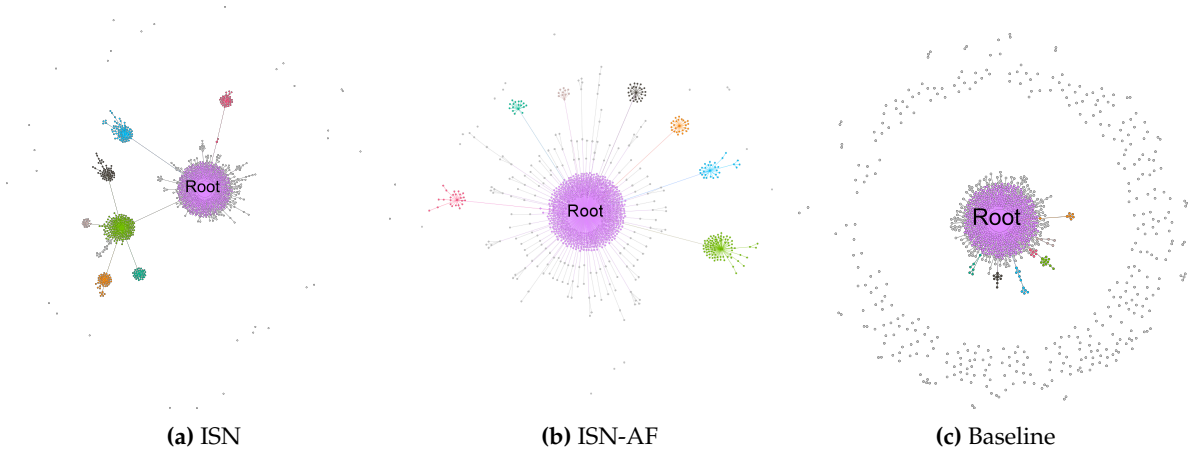 Root
Root
Root
(a) ISN
(b) ISN-AF
(c) Baseline